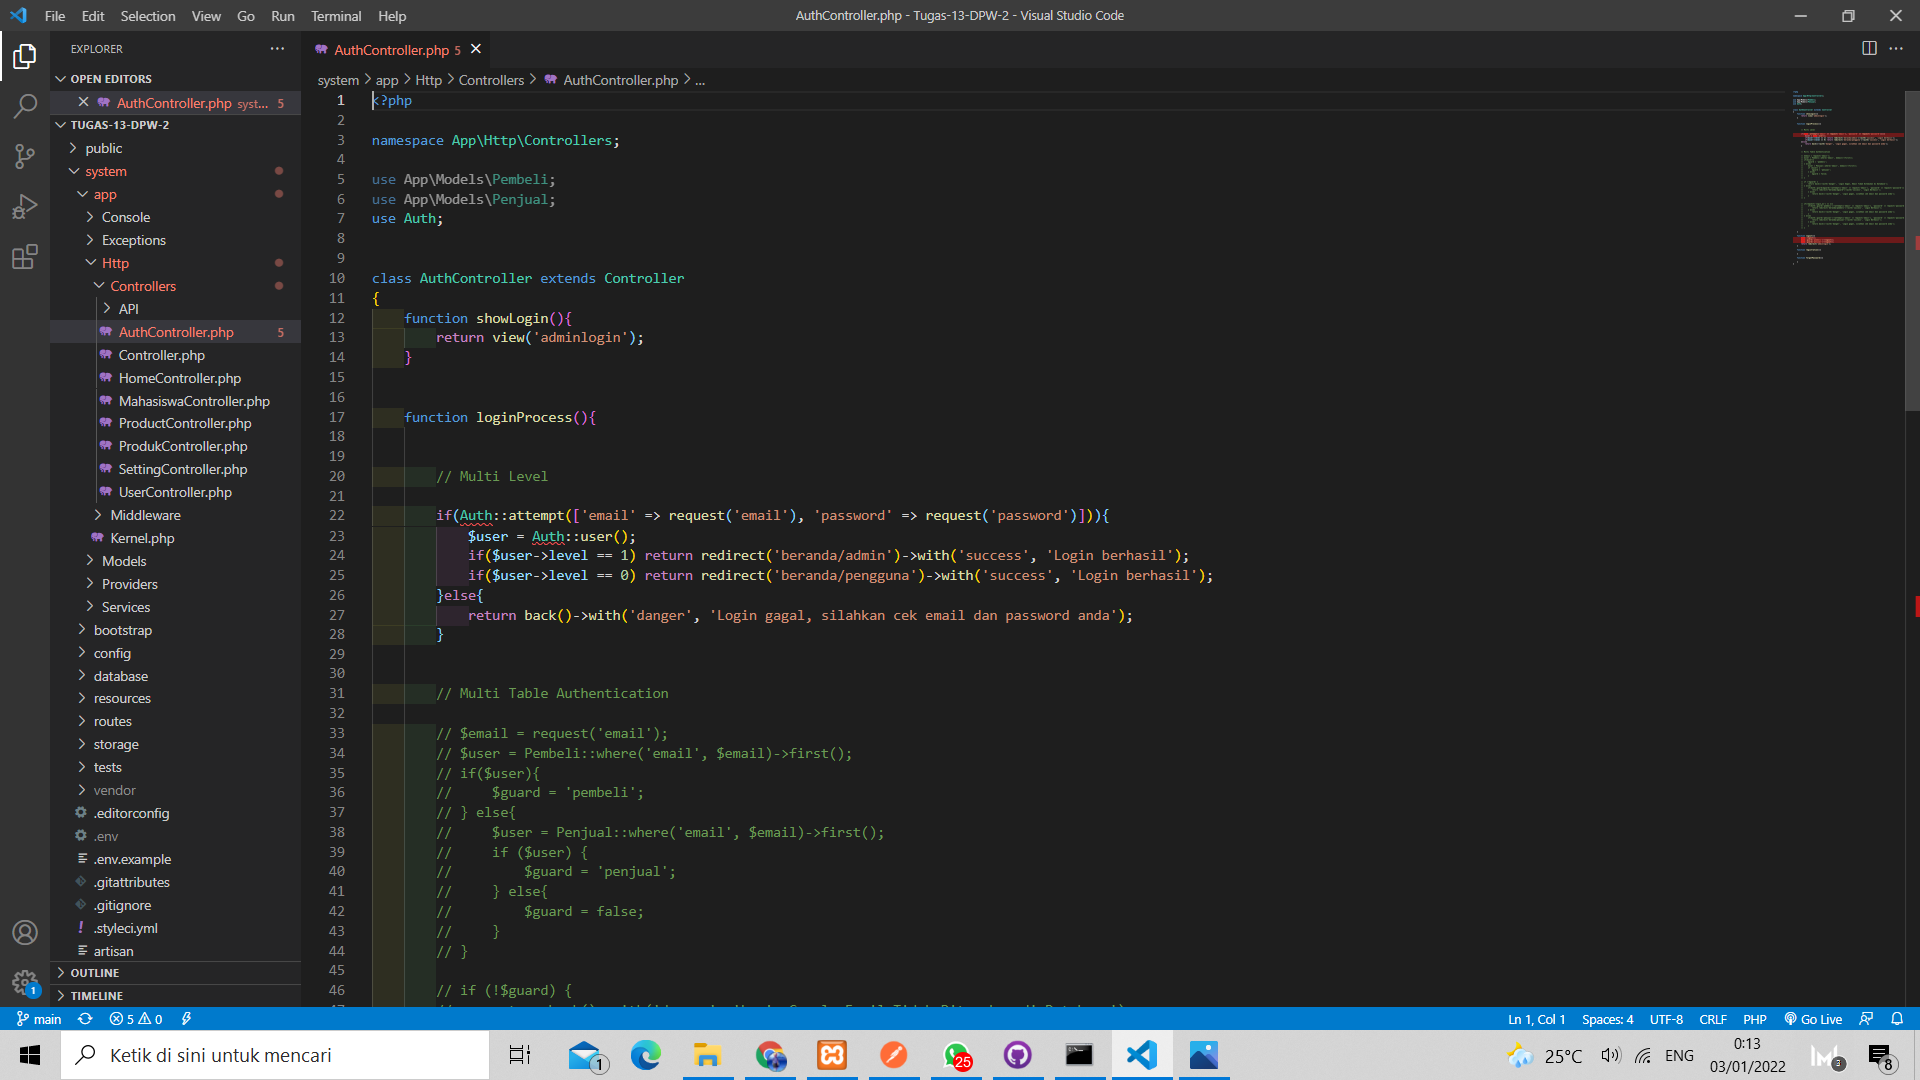 File Edit Selection View Go Run Terminal Help
AuthController.php - Tugas-13-DPW-2 - Visual Studio Code
EXPLORER
OPEN EDITORS
AuthController.php syst... 5
TUGAS-13-DPW-2
public
system
app
Console
Exceptions
Http
Controllers
API
AuthController.php 5
Controller.php
HomeController.php
MahasiswaController.php
ProductController.php
ProdukController.php
SettingController.php
UserController.php
Middleware
Kernel.php
Models
Providers
Services
bootstrap
config
database
resources
routes
storage
tests
vendor
.editorconfig
.env
.env.example
.gitattributes
.gitignore
.styleci.yml
artisan
OUTLINE
TIMELINE
AuthController.php 5
system > app > Http > Controllers > AuthController.php > ...
1 <?php
2
3 namespace App\Http\Controllers;
4
5 use App\Models\Pembeli;
6 use App\Models\Penjual;
7 use Auth;
8
9
10 class AuthController extends Controller
11 {
12 function showLogin(){
13 return view('adminlogin');
14 }
15
16
17 function loginProcess(){
18
19
20 // Multi Level
21
22 if(Auth::attempt(['email' => request('email'), 'password' => request('password')])){
23 $user = Auth::user();
24 if($user->level == 1) return redirect('beranda/admin')->with('success', 'Login berhasil');
25 if($user->level == 0) return redirect('beranda/pengguna')->with('success', 'Login berhasil');
26 }else{
27 return back()->with('danger', 'Login gagal, silahkan cek email dan password anda');
28 }
29
30
31 // Multi Table Authentication
32
33 // $email = request('email');
34 // $user = Pembeli::where('email', $email)->first();
35 // if($user){
36 // $guard = 'pembeli';
37 // } else{
38 // $user = Penjual::where('email', $email)->first();
39 // if ($user) {
40 // $guard = 'penjual';
41 // } else{
42 // $guard = false;
43 // }
44 // }
45
46 // if (!$guard) {
1
main 5 0
Ln 1, Col 1 Spaces: 4 UTF-8 CRLF PHP Go Live
Ketik di sini untuk mencari
1
25
25°C
ENG
0:13
03/01/2022
3
8